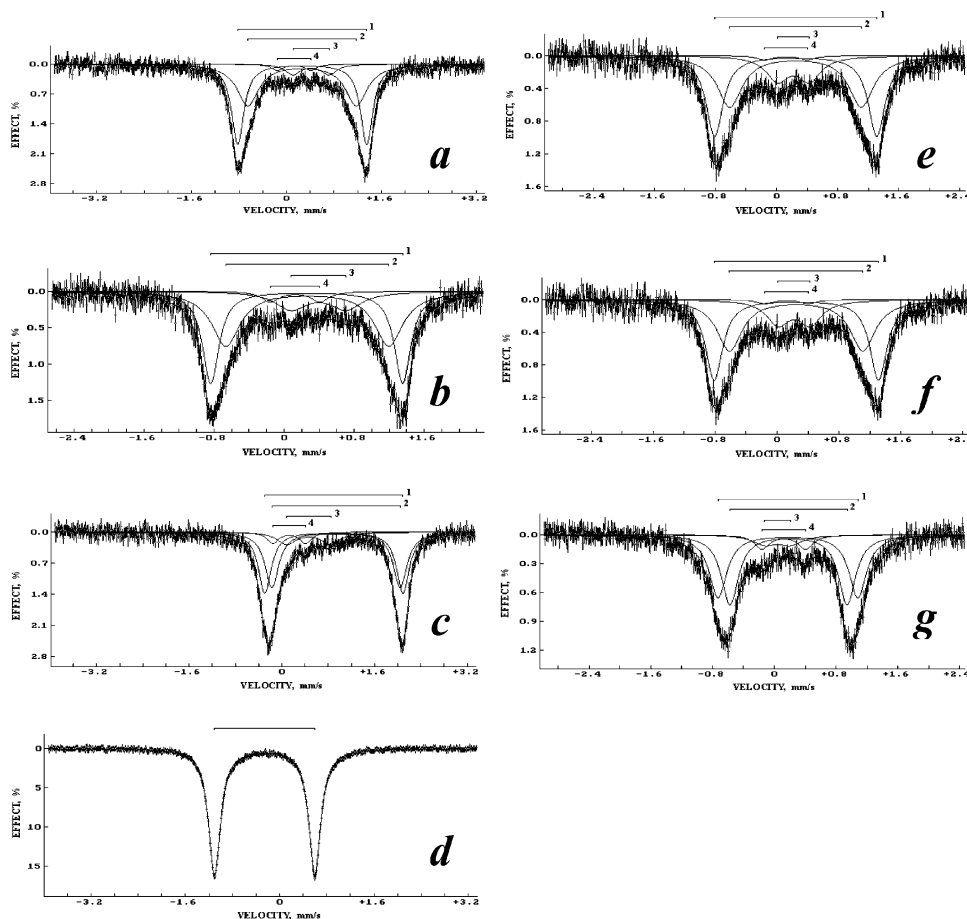 1
2
3
4
0.0
0.7
1.4
2.1
2.8
EFFECT, %
a
-3.2 -1.6 0 +1.6 +3.2
VELOCITY, mm/s
1
2
3
4
0.0
0.4
0.8
1.2
1.6
EFFECT, %
e
-2.4 -1.6 -0.8 0 +0.8 +1.6 +2.4
VELOCITY, mm/s
1
2
3
4
0.0
0.5
1.0
1.5
EFFECT, %
b
-2.4 -1.6 -0.8 0 +0.8 +1.6
VELOCITY, mm/s
1
2
3
4
0.0
0.4
0.8
1.2
1.6
EFFECT, %
f
-2.4 -1.6 -0.8 0 +0.8 +1.6 +2.4
VELOCITY, mm/s
1
2
3
4
0.0
0.7
1.4
2.1
2.8
EFFECT, %
c
-3.2 -1.6 0 +1.6 +3.2
VELOCITY, mm/s
1
2
3
4
0.0
0.3
0.6
0.9
1.2
EFFECT, %
g
-2.4 -1.6 -0.8 0 +0.8 +1.6 +2.4
VELOCITY, mm/s
0
5
10
15
EFFECT, %
d
-3.2 -1.6 0 +1.6 +3.2
VELOCITY, mm/s